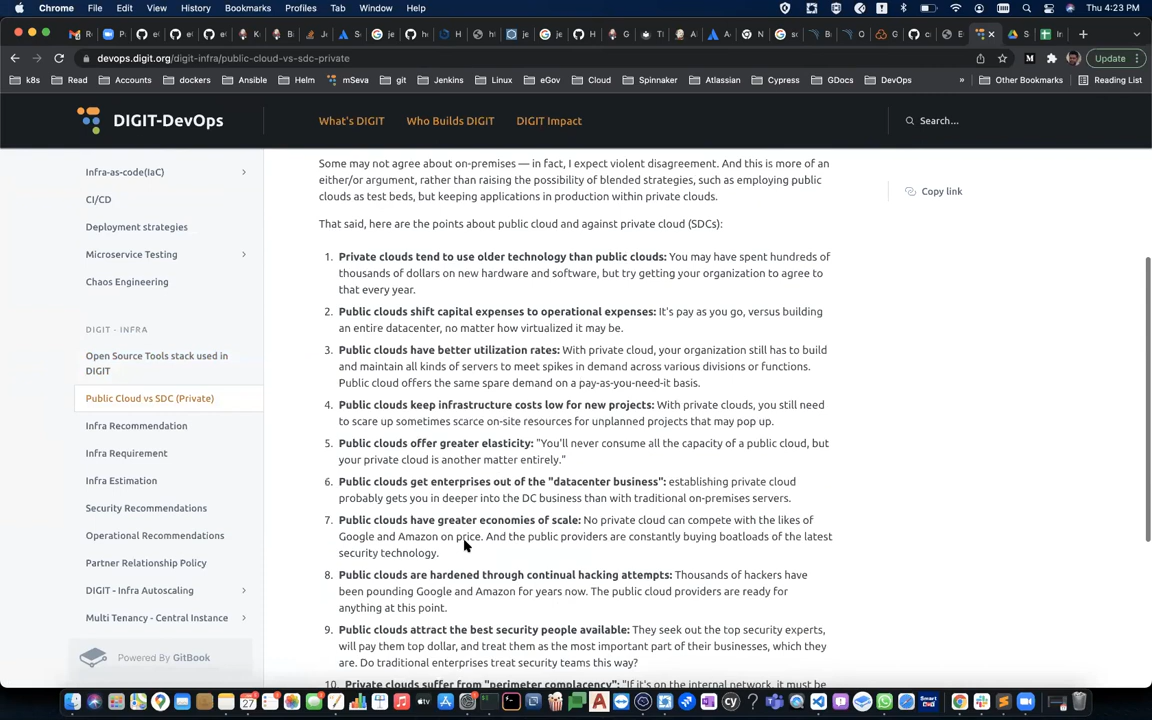 Chrome File Edit View History Bookmarks Profiles Tab Window Help Thu 4:23 PM
devops.digit.org/digit-infra/public-cloud-vs-sdc-private Update
k8s Read Accounts dockers Ansible Helm mSeva git Jenkins Linux eGov Cloud Spinnaker Atlassian Cypress GDocs DevOps » Other Bookmarks Reading List
DIGIT-DevOps What's DIGIT Who Builds DIGIT DIGIT Impact Search...
Infra-as-code(IaC)
CI/CD
Deployment strategies
Microservice Testing
Chaos Engineering
DIGIT - INFRA
Open Source Tools stack used in
DIGIT
Public Cloud vs SDC (Private)
Infra Recommendation
Infra Requirement
Infra Estimation
Security Recommendations
Operational Recommendations
Partner Relationship Policy
DIGIT - Infra Autoscaling
Multi Tenancy - Central Instance
Powered By GitBook
Some may not agree about on-premises — in fact, I expect violent disagreement. And this is more of an
either/or argument, rather than raising the possibility of blended strategies, such as employing public
clouds as test beds, but keeping applications in production within private clouds.
That said, here are the points about public cloud and against private cloud (SDCs):
1. Private clouds tend to use older technology than public clouds: You may have spent hundreds of
thousands of dollars on new hardware and software, but try getting your organization to agree to
that every year.
2. Public clouds shift capital expenses to operational expenses: It's pay as you go, versus building
an entire datacenter, no matter how virtualized it may be.
3. Public clouds have better utilization rates: With private cloud, your organization still has to build
and maintain all kinds of servers to meet spikes in demand across various divisions or functions.
Public cloud offers the same spare demand on a pay-as-you-need-it basis.
4. Public clouds keep infrastructure costs low for new projects: With private clouds, you still need
to scare up sometimes scarce on-site resources for unplanned projects that may pop up.
5. Public clouds offer greater elasticity: "You'll never consume all the capacity of a public cloud, but
your private cloud is another matter entirely."
6. Public clouds get enterprises out of the "datacenter business": establishing private cloud
probably gets you in deeper into the DC business than with traditional on-premises servers.
7. Public clouds have greater economies of scale: No private cloud can compete with the likes of
Google and Amazon on price. And the public providers are constantly buying boatloads of the latest
security technology.
8. Public clouds are hardened through continual hacking attempts: Thousands of hackers have
been pounding Google and Amazon for years now. The public cloud providers are ready for
anything at this point.
9. Public clouds attract the best security people available: They seek out the top security experts,
will pay them top dollar, and treat them as the most important part of their businesses, which they
are. Do traditional enterprises treat security teams this way?
10. Private clouds suffer from "perimeter complacency": "If it's on the internal network, it must be
Copy link